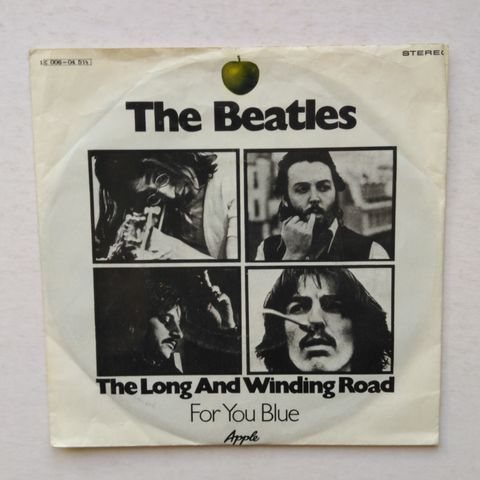 1C 006-04 514
STEREO
The Beatles
The Long And Winding Road
For You Blue
Apple